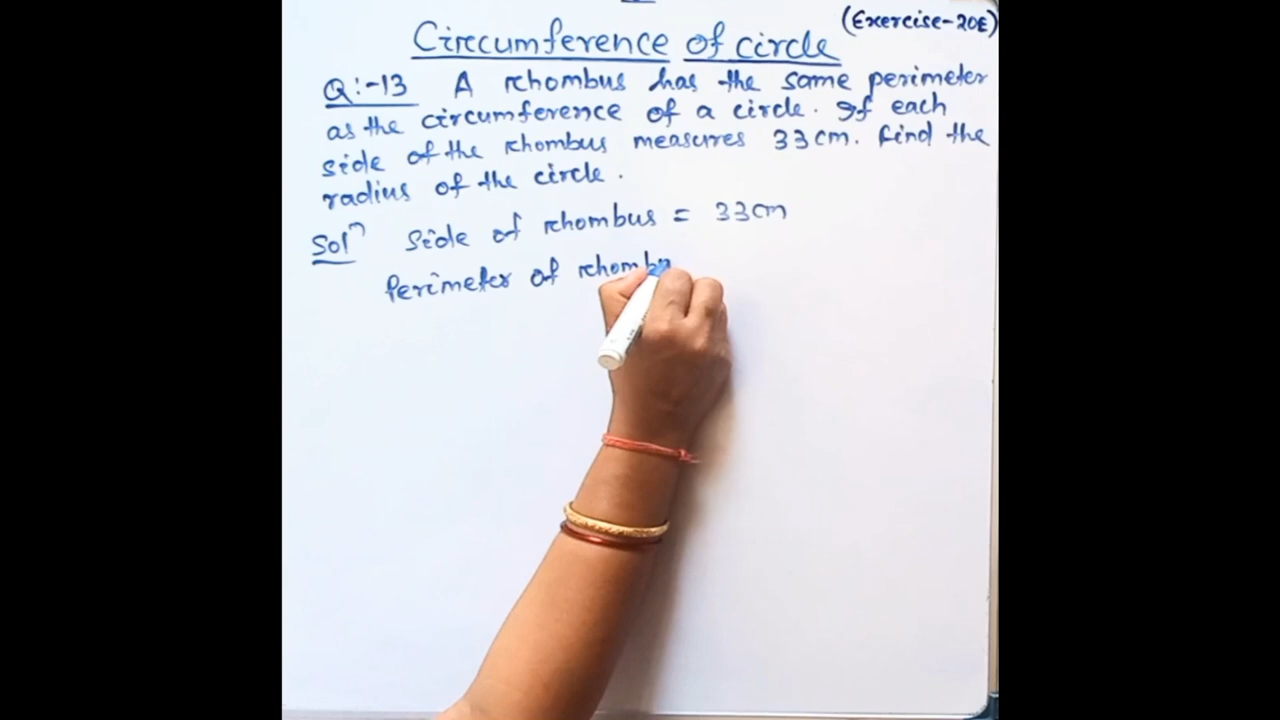 (Exercise-20E)
Circumference of circle
Q:-13 A rhombus has the same perimeter
as the circumference of a circle. If each
side of the rhombus measures 33cm. Find the
radius of the circle.
Solⁿ Side of rhombus = 33cm
Perimeter of rhombu